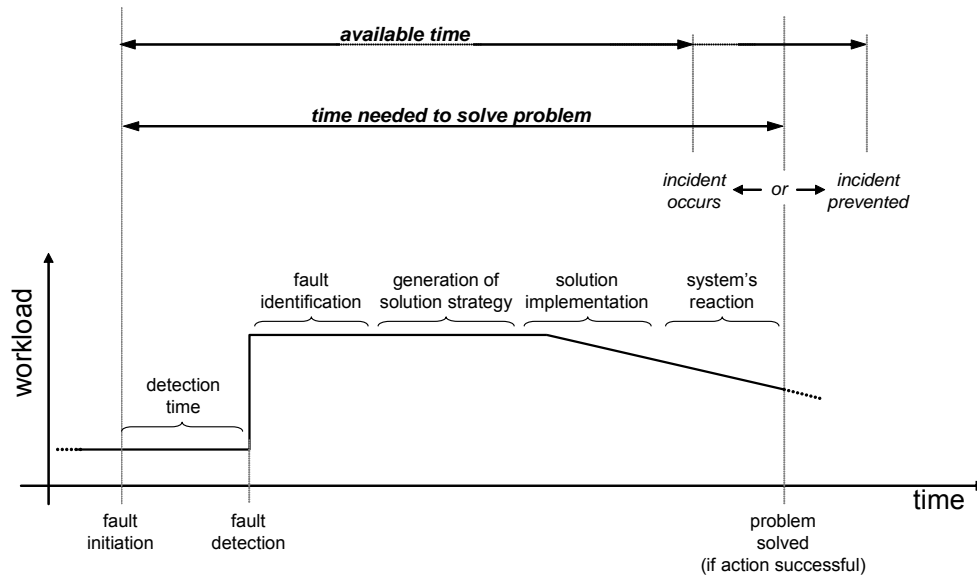 available time
time needed to solve problem
incident
occurs
or
incident
prevented
workload
fault
identification
generation of
solution strategy
solution
implementation
system's
reaction
detection
time
time
fault
initiation
fault
detection
problem
solved
(if action successful)